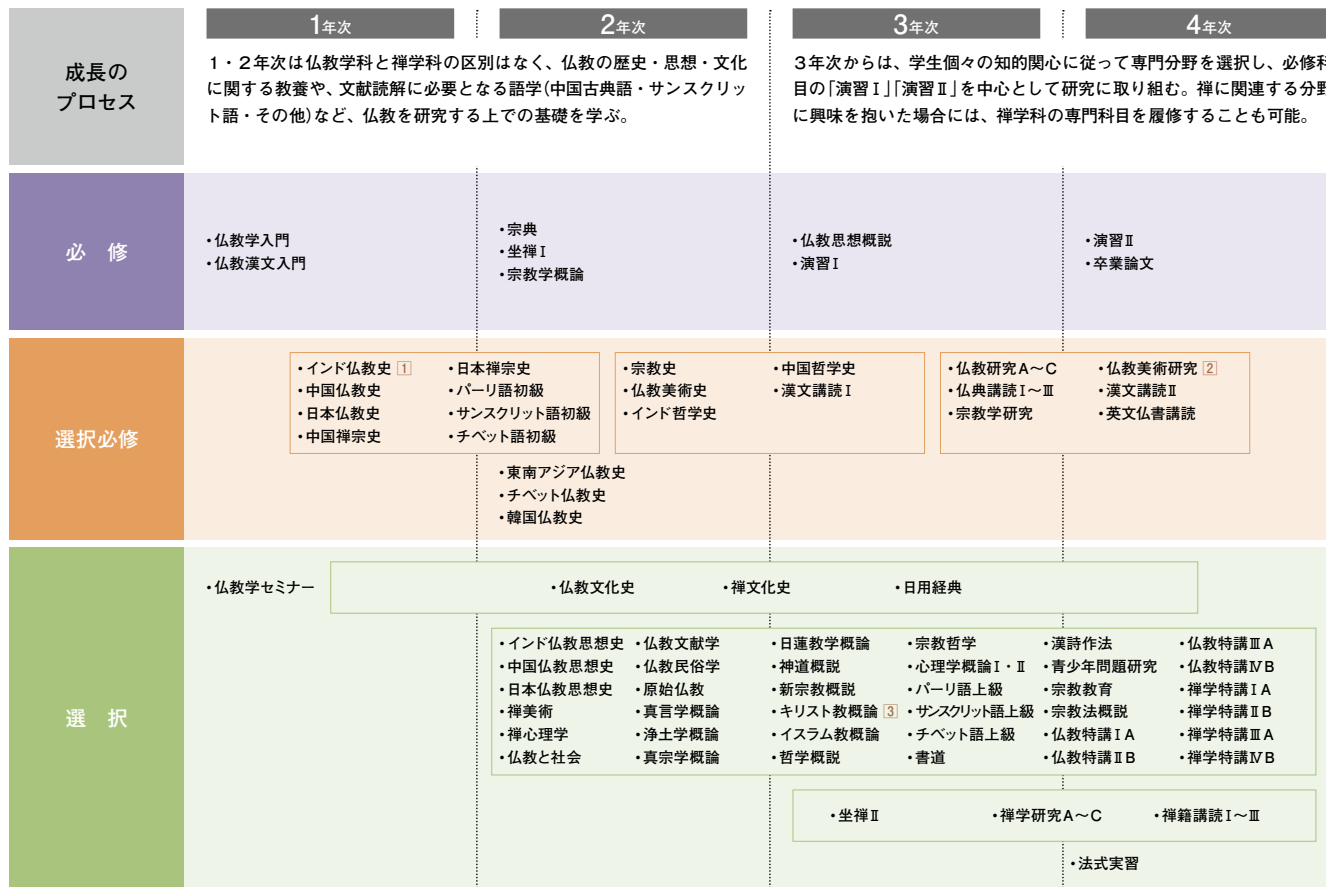 1年次
2年次
3年次
4年次
成長の
プロセス
1・2年次は仏教学科と禅学科の区別はなく、仏教の歴史・思想・文化
に関する教養や、文献読解に必要となる語学(中国古典語・サンスクリッ
ト語・その他)など、仏教を研究する上での基礎を学ぶ。
3年次からは、学生個々の知的関心に従って専門分野を選択し、必修科
目の「演習Ⅰ」「演習Ⅱ」を中心として研究に取り組む。禅に関連する分野
に興味を抱いた場合には、禅学科の専門科目を履修することも可能。
必 修
・仏教学入門
・仏教漢文入門
・宗典
・坐禅Ⅰ
・宗教学概論
・仏教思想概説
・演習Ⅰ
・演習Ⅱ
・卒業論文
選択必修
・インド仏教史 1
・中国仏教史
・日本仏教史
・中国禅宗史
・日本禅宗史
・パーリ語初級
・サンスクリット語初級
・チベット語初級
・東南アジア仏教史
・チベット仏教史
・韓国仏教史
・宗教史
・仏教美術史
・インド哲学史
・中国哲学史
・漢文講読Ⅰ
・仏教研究A〜C
・仏典講読Ⅰ〜Ⅲ
・宗教学研究
・仏教美術研究 2
・漢文講読Ⅱ
・英文仏書講読
選 択
・仏教学セミナー
・仏教文化史
・禅文化史
・日用経典
・インド仏教思想史
・中国仏教思想史
・日本仏教思想史
・禅美術
・禅心理学
・仏教と社会
・仏教文献学
・仏教民俗学
・原始仏教
・真言学概論
・浄土学概論
・真宗学概論
・日蓮教学概論
・神道概説
・新宗教概説
・キリスト教概論 3
・イスラム教概論
・哲学概説
・宗教哲学
・心理学概論Ⅰ・Ⅱ
・パーリ語上級
・サンスクリット語上級
・チベット語上級
・書道
・漢詩作法
・青少年問題研究
・宗教教育
・宗教法概説
・仏教特講ⅠA
・仏教特講ⅡB
・仏教特講ⅢA
・仏教特講ⅣB
・禅学特講ⅠA
・禅学特講ⅡB
・禅学特講ⅢA
・禅学特講ⅣB
・坐禅Ⅱ
・禅学研究A〜C
・禅籍講読Ⅰ〜Ⅲ
・法式実習